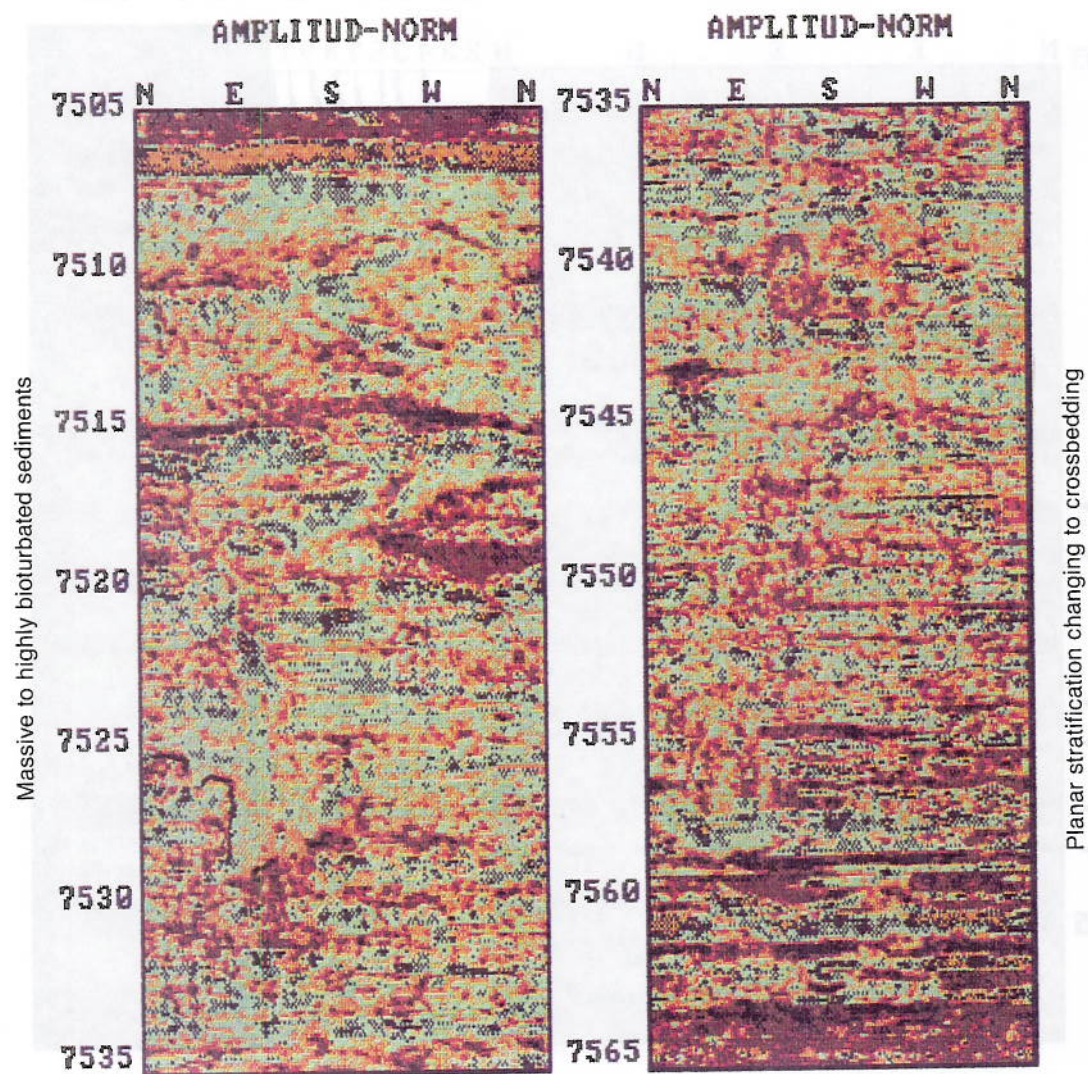 AMPLITUD-NORM
N E S W N
7505
7510
7515
7520
7525
7530
7535
Massive to highly bioturbated sediments
AMPLITUD-NORM
N E S W N
7535
7540
7545
7550
7555
7560
7565
Planar stratification changing to crossbedding